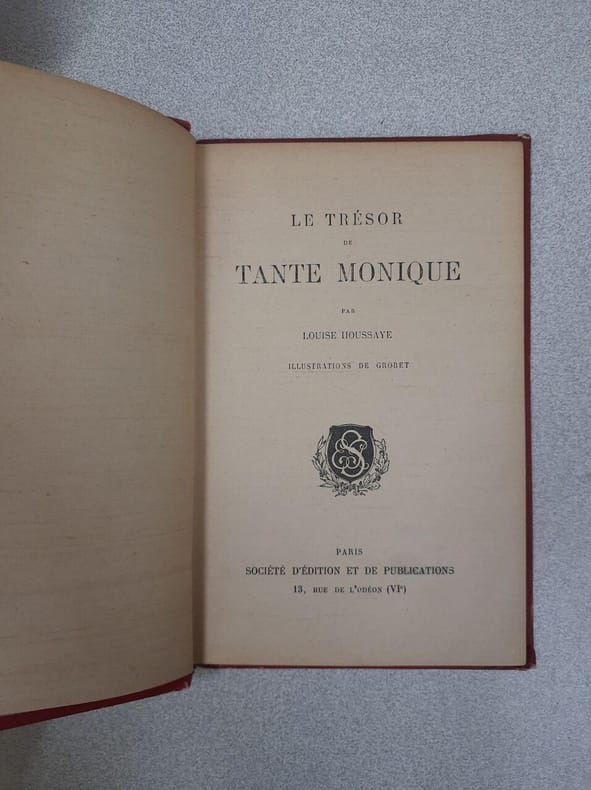 LE TRÉSOR
DE
TANTE MONIQUE
PAR
LOUISE HOUSSAYE
ILLUSTRATIONS DE GROBET
PARIS
SOCIÉTÉ D'ÉDITION ET DE PUBLICATIONS
13, RUE DE L'ODÉON (VIᵉ)